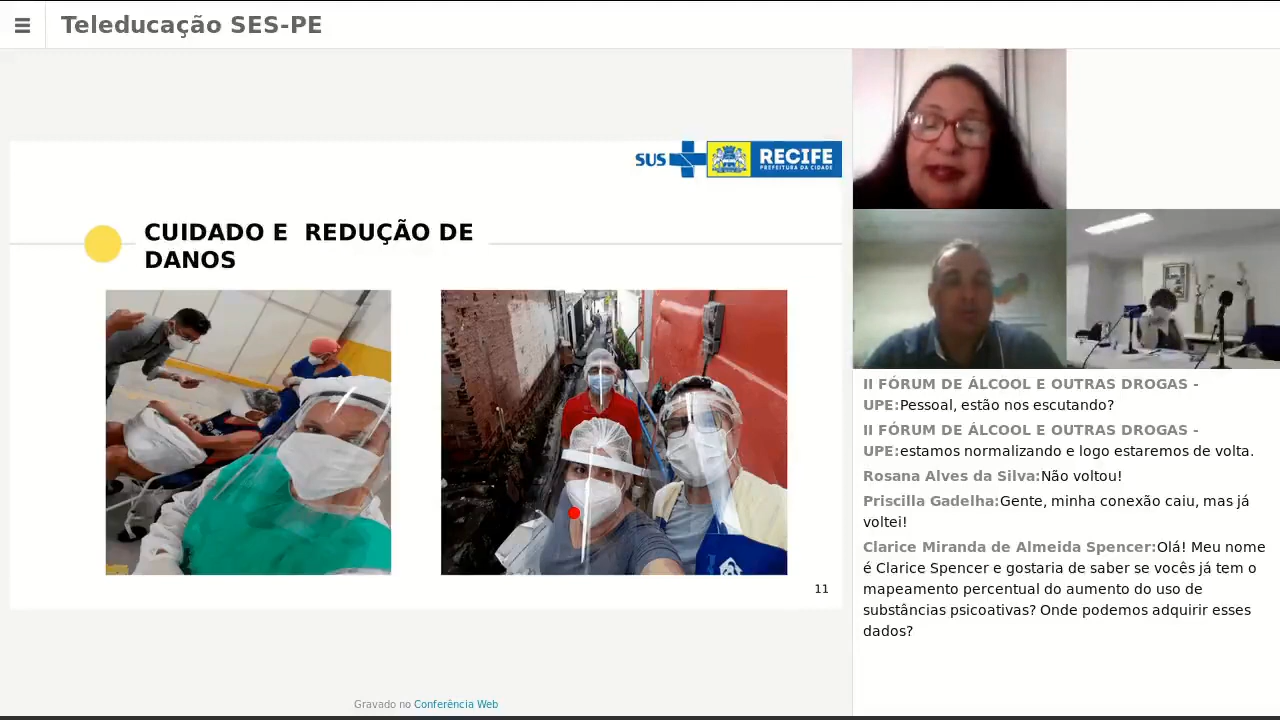 Teleducação SES-PE
SUS
RECIFE
PREFEITURA DA CIDADE
CUIDADO E  REDUÇÃO DE
DANOS
11
Gravado no Conferência Web
II FÓRUM DE ÁLCOOL E OUTRAS DROGAS -
UPE:Pessoal, estão nos escutando?
II FÓRUM DE ÁLCOOL E OUTRAS DROGAS -
UPE:estamos normalizando e logo estaremos de volta.
Rosana Alves da Silva:Não voltou!
Priscilla Gadelha:Gente, minha conexão caiu, mas já
voltei!
Clarice Miranda de Almeida Spencer:Olá! Meu nome
é Clarice Spencer e gostaria de saber se vocês já tem o
mapeamento percentual do aumento do uso de
substâncias psicoativas? Onde podemos adquirir esses
dados?